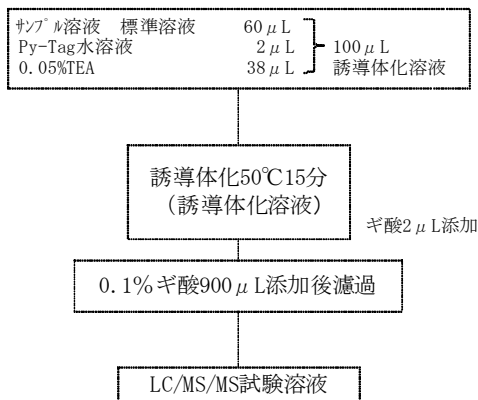 ｻﾝﾌﾟﾙ溶液 標準溶液 60μL
Py-Tag水溶液 2μL 100μL
0.05%TEA 38μL 誘導体化溶液
誘導体化50℃15分
（誘導体化溶液）
ギ酸2μL添加
0.1%ギ酸900μL添加後濾過
LC/MS/MS試験溶液